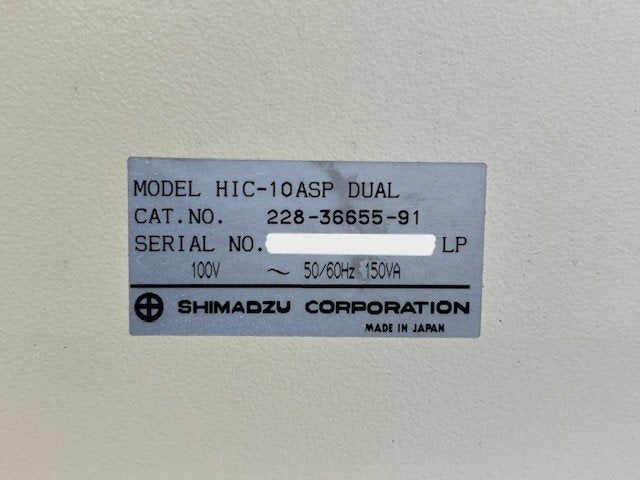 MODEL HIC-10ASP DUAL
CAT.NO. 228-36655-91
SERIAL NO. LP
100V ~ 50/60Hz 150VA
SHIMADZU CORPORATION
MADE IN JAPAN